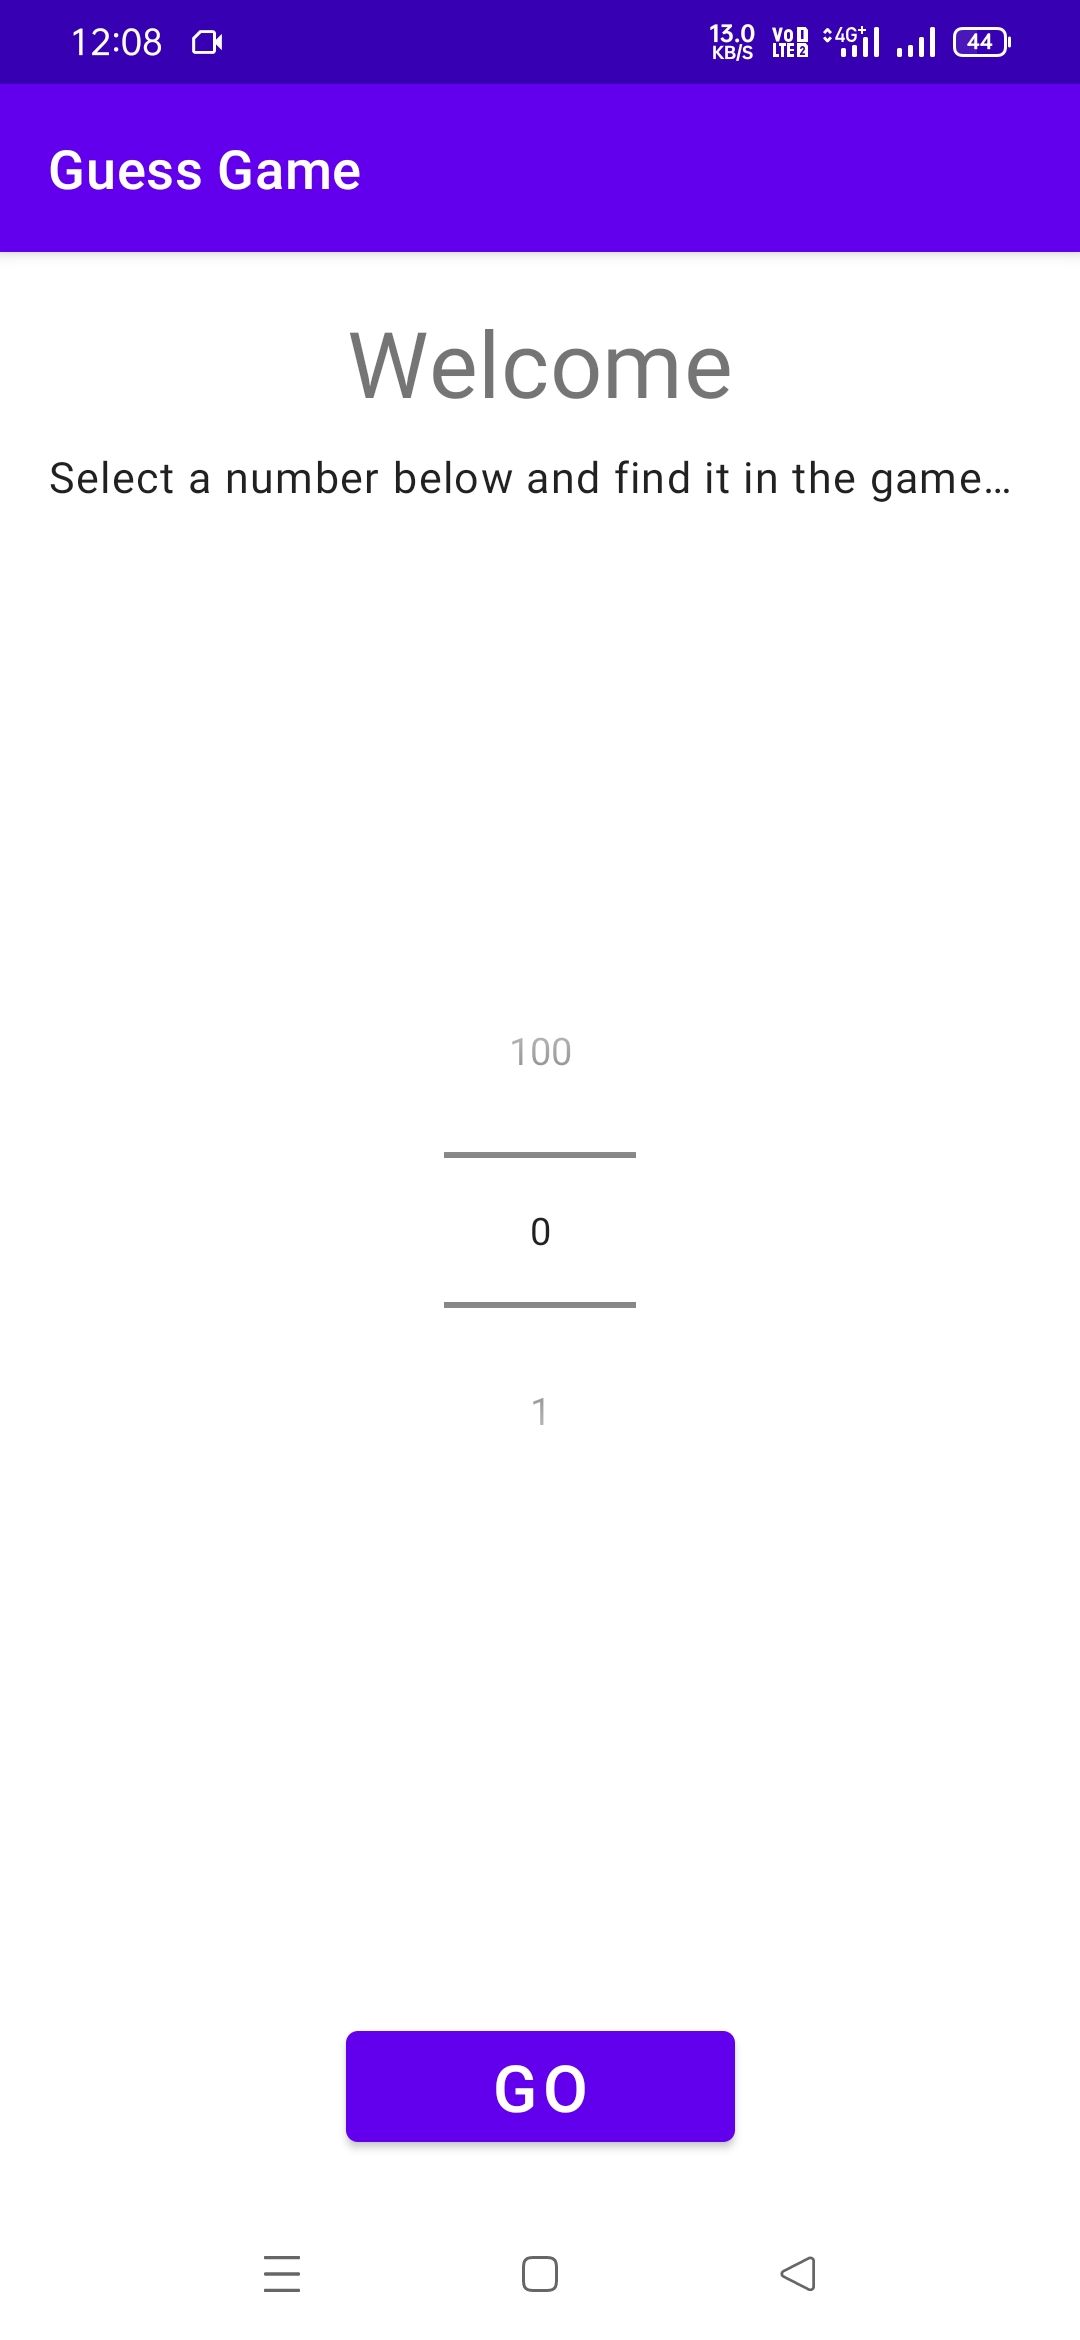 12:08 13.0 KB/S Vo 1 LTE 2 4G+ 44
Guess Game
Welcome
Select a number below and find it in the game…
100
0
1
GO